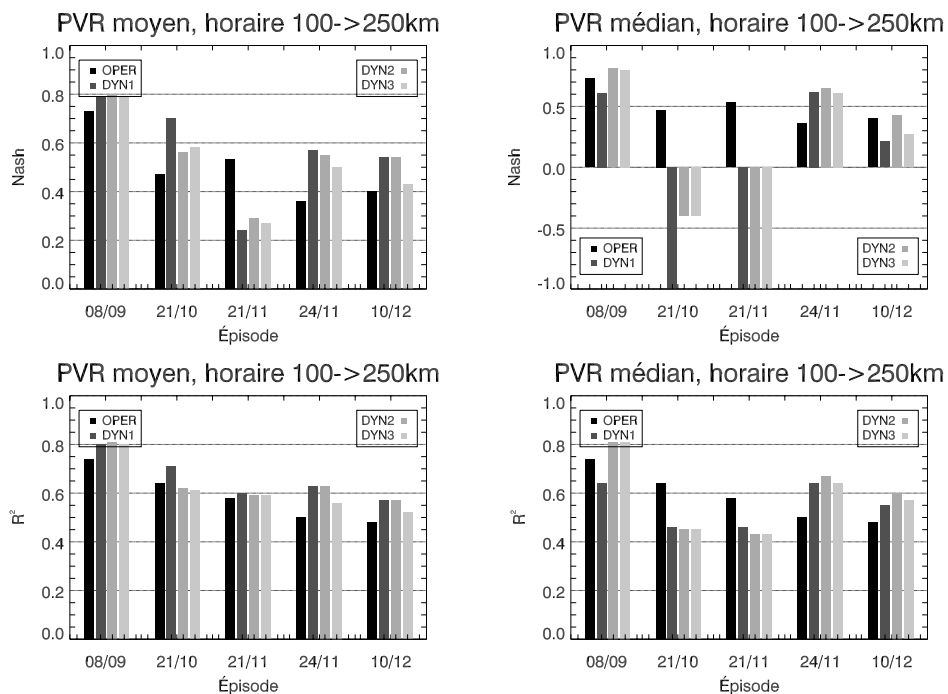 PVR moyen, horaire 100->250km
1.0
0.8
0.6
0.4
0.2
0.0
Nash
OPER
DYN1
DYN2
DYN3
08/09 21/10 21/11 24/11 10/12
Épisode
PVR médian, horaire 100->250km
1.0
0.5
0.0
-0.5
-1.0
Nash
OPER
DYN1
DYN2
DYN3
08/09 21/10 21/11 24/11 10/12
Épisode
PVR moyen, horaire 100->250km
1.0
0.8
0.6
0.4
0.2
0.0
R²
OPER
DYN1
DYN2
DYN3
08/09 21/10 21/11 24/11 10/12
Épisode
PVR médian, horaire 100->250km
1.0
0.8
0.6
0.4
0.2
0.0
R²
OPER
DYN1
DYN2
DYN3
08/09 21/10 21/11 24/11 10/12
Épisode